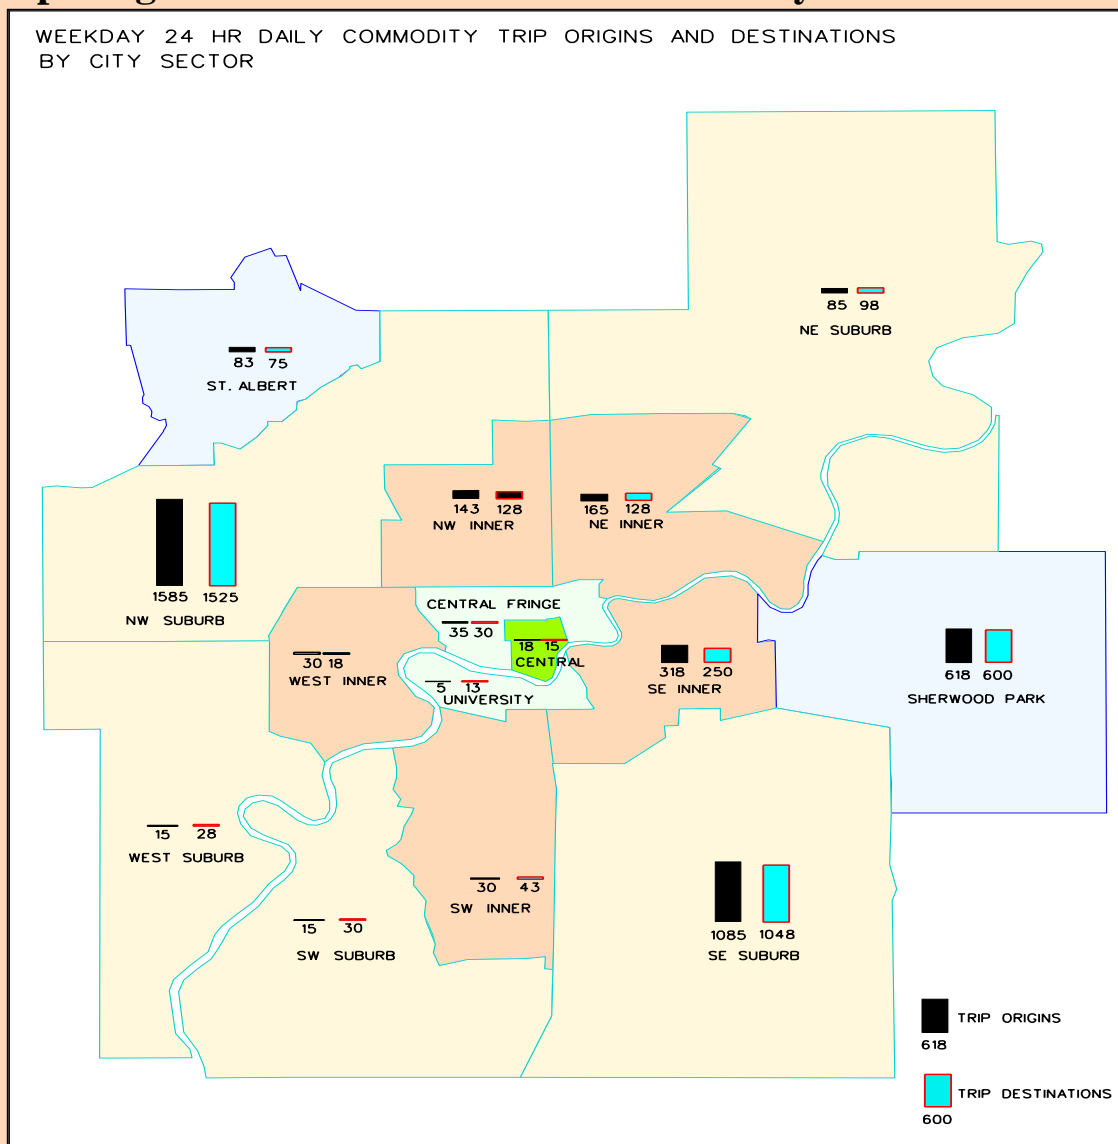 WEEKDAY 24 HR DAILY COMMODITY TRIP ORIGINS AND DESTINATIONS
BY CITY SECTOR
85 98
NE SUBURB
83 75
ST. ALBERT
143 128
NW INNER
165 128
NE INNER
1585 1525
NW SUBURB
CENTRAL FRINGE
35 30
18 15
CENTRAL
30 18
WEST INNER
5 13
UNIVERSITY
318 250
SE INNER
618 600
SHERWOOD PARK
15 28
WEST SUBURB
30 43
SW INNER
15 30
SW SUBURB
1085 1048
SE SUBURB
TRIP ORIGINS
618
TRIP DESTINATIONS
600